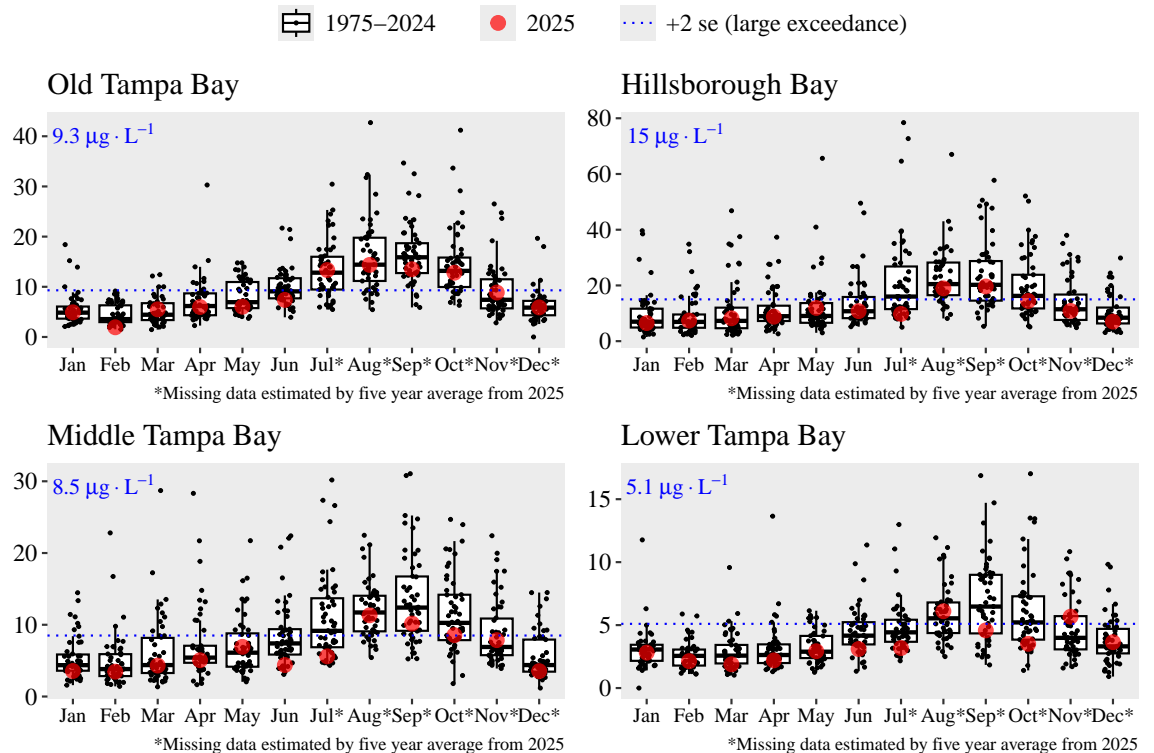 1975–2024 2025 +2 se (large exceedance)
Old Tampa Bay
9.3 μg · L⁻¹
40
30
20
10
0
Jan Feb Mar Apr May Jun Jul* Aug* Sep* Oct* Nov* Dec*
*Missing data estimated by five year average from 2025
Hillsborough Bay
15 μg · L⁻¹
80
60
40
20
0
Jan Feb Mar Apr May Jun Jul* Aug* Sep* Oct* Nov* Dec*
*Missing data estimated by five year average from 2025
Middle Tampa Bay
8.5 μg · L⁻¹
30
20
10
0
Jan Feb Mar Apr May Jun Jul* Aug* Sep* Oct* Nov* Dec*
*Missing data estimated by five year average from 2025
Lower Tampa Bay
5.1 μg · L⁻¹
15
10
5
0
Jan Feb Mar Apr May Jun Jul* Aug* Sep* Oct* Nov* Dec*
*Missing data estimated by five year average from 2025